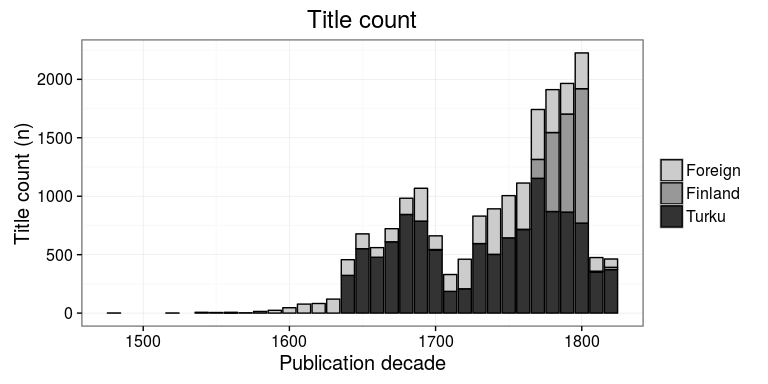 Title count
Title count (n)
2000
1500
1000
500
0
1500
1600
1700
1800
Publication decade
Foreign
Finland
Turku